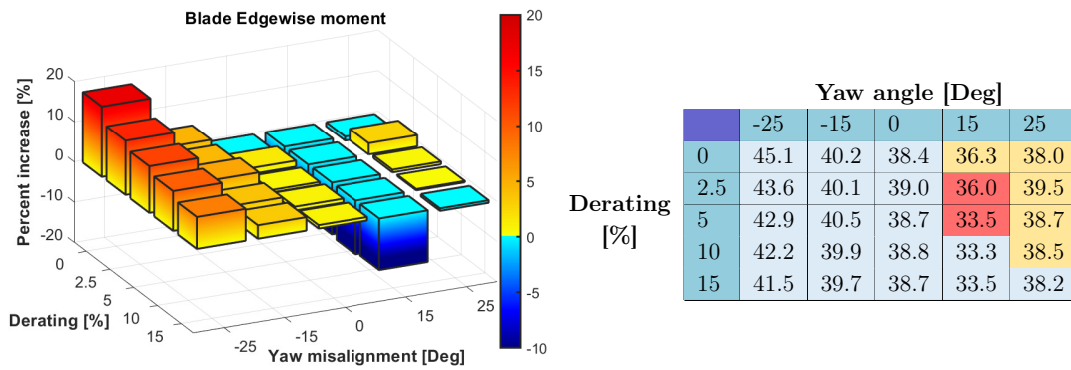 Blade Edgewise moment
Percent increase [%]
20
10
0
-10
-20
0
2.5
5
10
15
Derating [%]
-25
-15
0
15
25
Yaw misalignment [Deg]
20
15
10
5
0
-5
-10
Yaw angle [Deg]
-25 -15 0 15 25
0 45.1 40.2 38.4 36.3 38.0
2.5 43.6 40.1 39.0 36.0 39.5
Derating
5 42.9 40.5 38.7 33.5 38.7
[%]
10 42.2 39.9 38.8 33.3 38.5
15 41.5 39.7 38.7 33.5 38.2